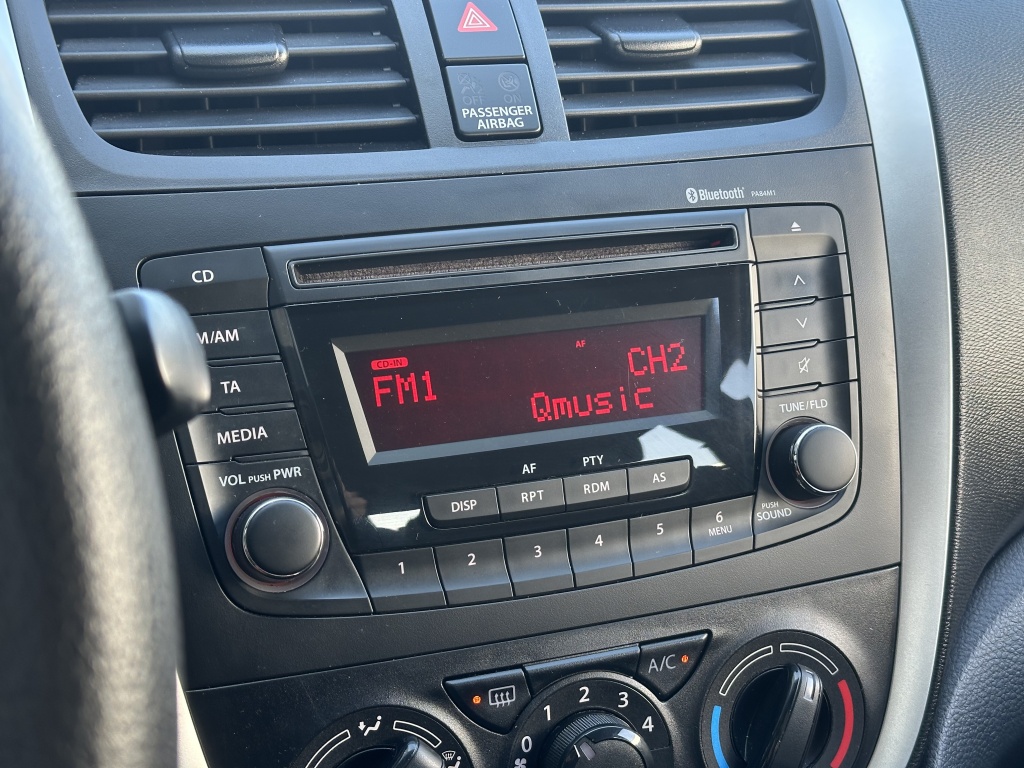 OFF ON
PASSENGER
AIRBAG
Bluetooth PA84M1
CD
M/AM
TA
MEDIA
VOL PUSH PWR
CD-IN
AF
FM1
CH2
Qmusic
TUNE/FLD
PUSH
SOUND
AF
PTY
DISP
RPT
RDM
AS
1
2
3
4
5
6
MENU
A/C
0
1
2
3
4